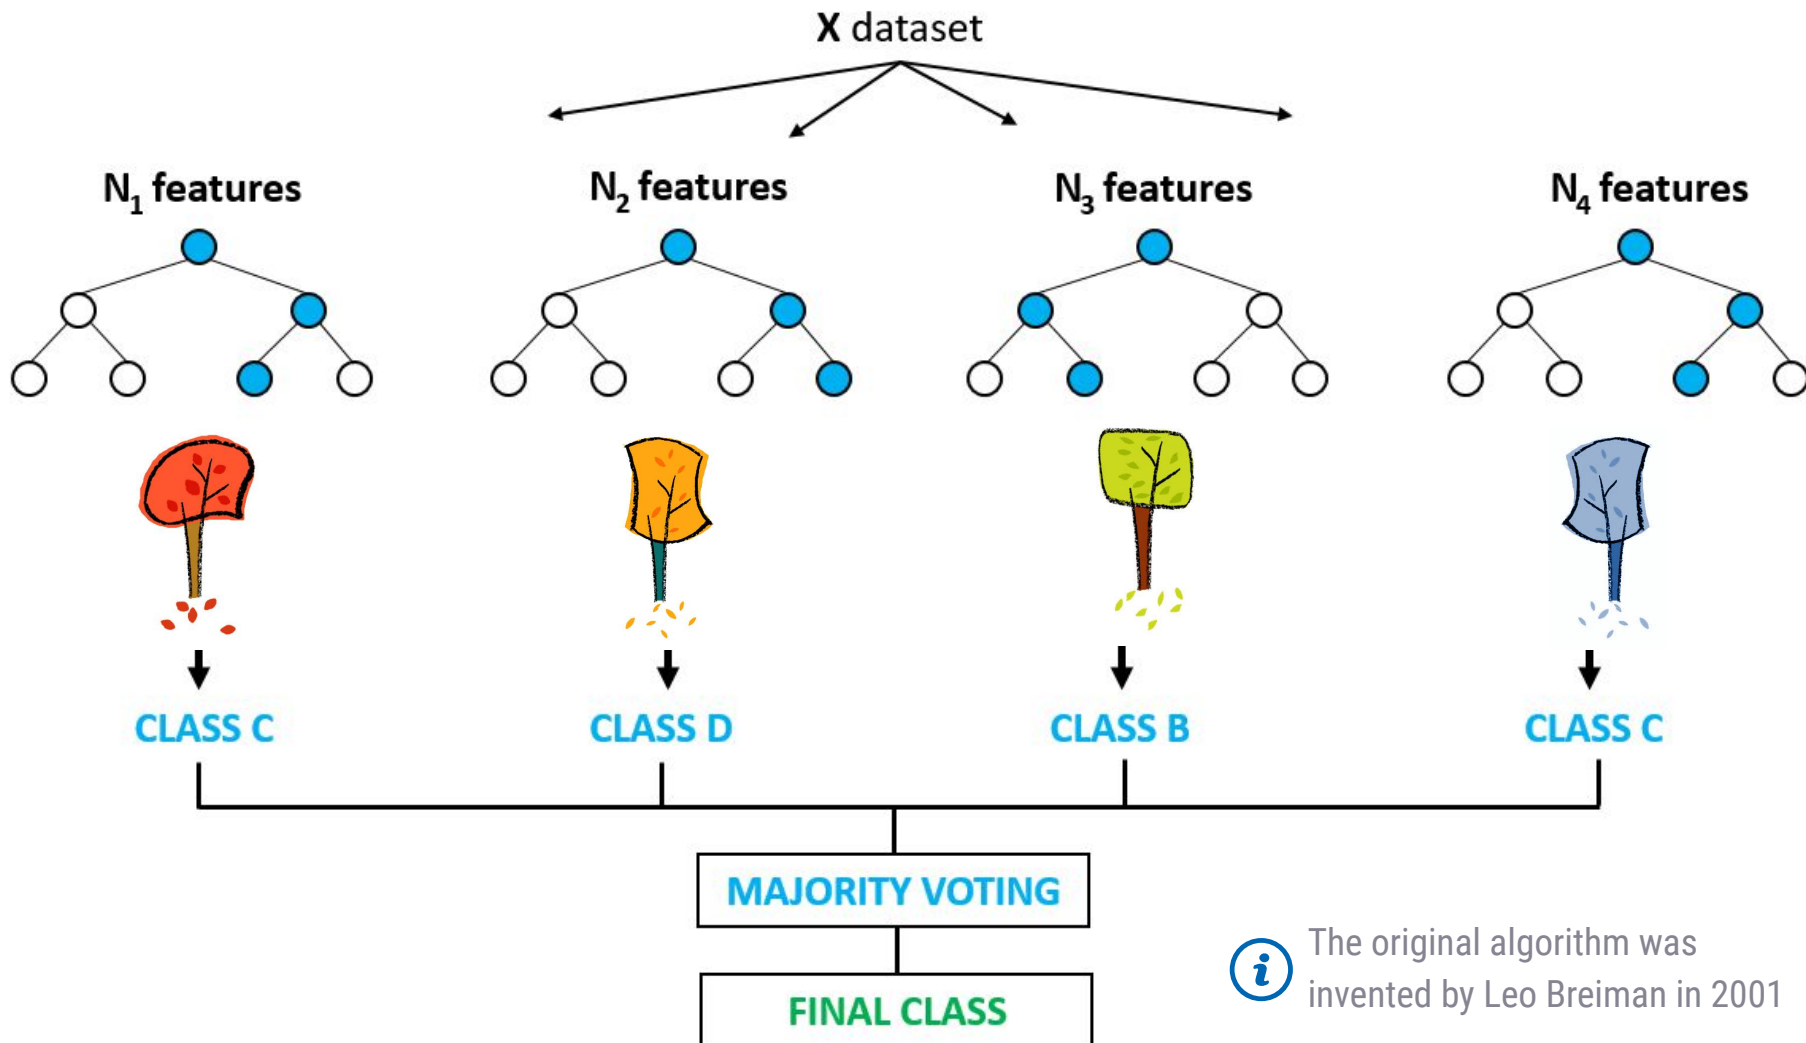 X dataset
N₁ features
N₂ features
N₃ features
N₄ features
CLASS C
CLASS D
CLASS B
CLASS C
MAJORITY VOTING
FINAL CLASS
i
The original algorithm was
invented by Leo Breiman in 2001